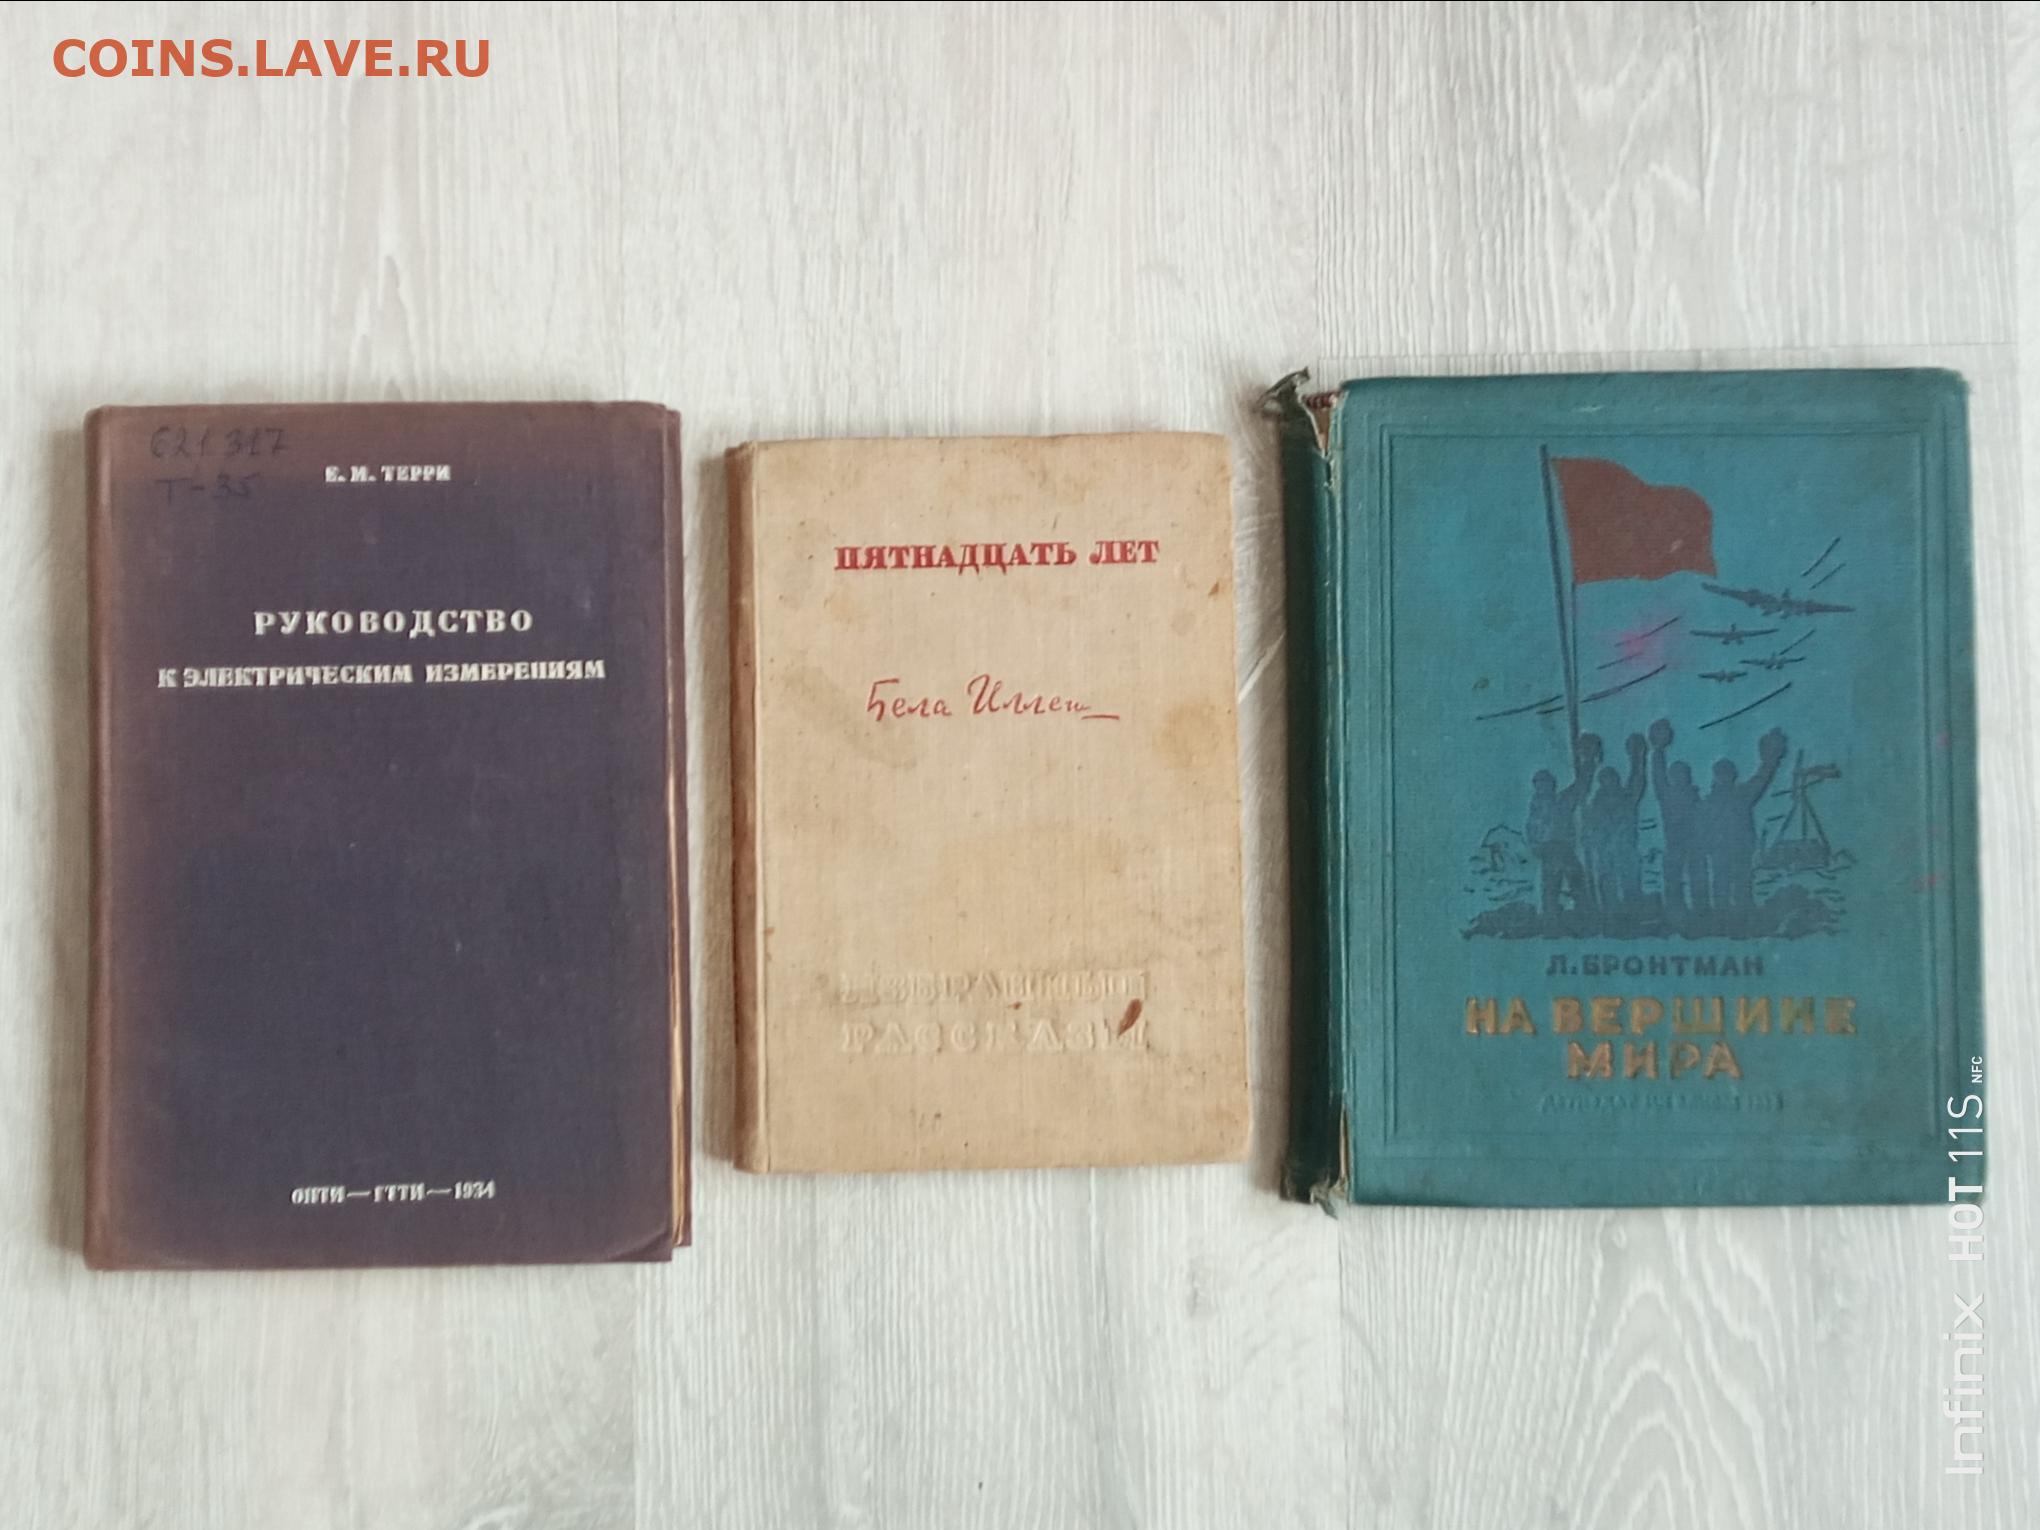 COINS.LAVE.RU
621.317
Т-35
Е. И. ТЕРРИ
РУКОВОДСТВО
К ЭЛЕКТРИЧЕСКИМ ИЗМЕРЕНИЯМ
ОНТИ — ГТТИ — 1934
ПЯТНАДЦАТЬ ЛЕТ
Бела Иллеш
ИЗБРАННЫЕ
РАССКАЗЫ
Л. БРОНТМАН
НА ВЕРШИНЕ
МИРА
Infinix HOT 11S NFC